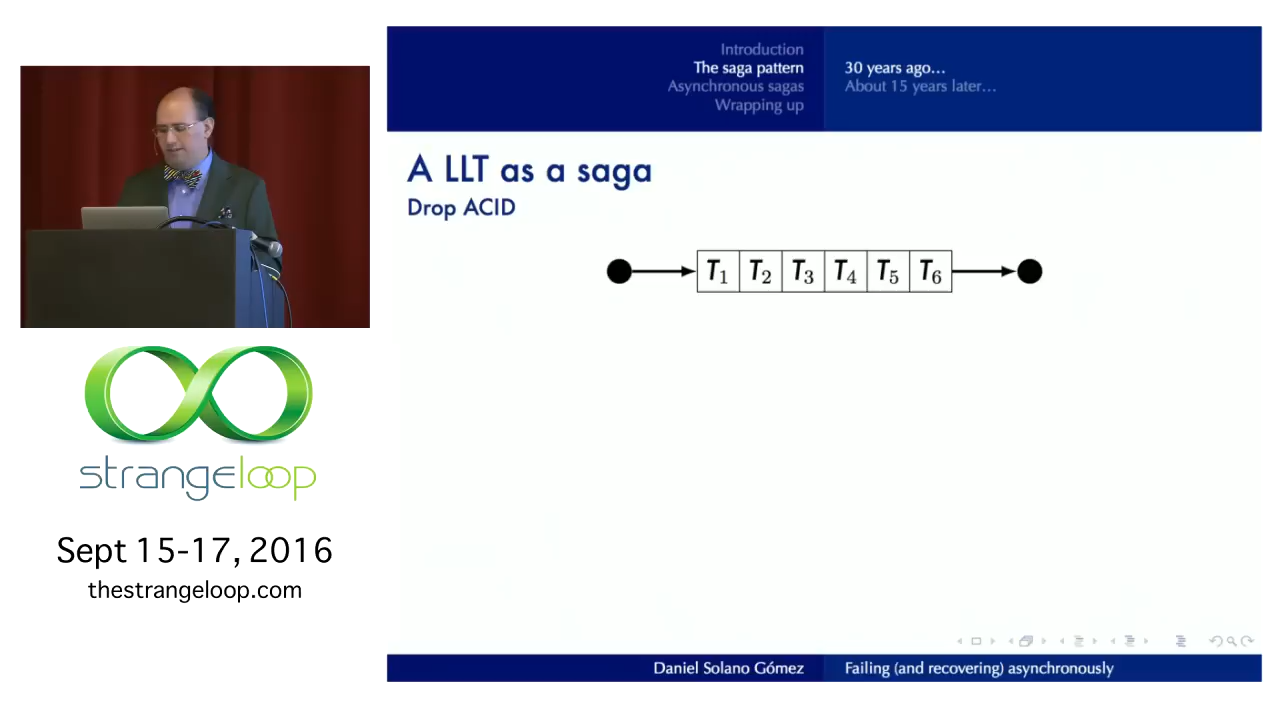 Introduction
The saga pattern
Asynchronous sagas
Wrapping up
30 years ago...
About 15 years later...
A LLT as a saga
Drop ACID
T1 T2 T3 T4 T5 T6
strangeloop
Sept 15-17, 2016
thestrangeloop.com
Daniel Solano Gómez
Failing (and recovering) asynchronously